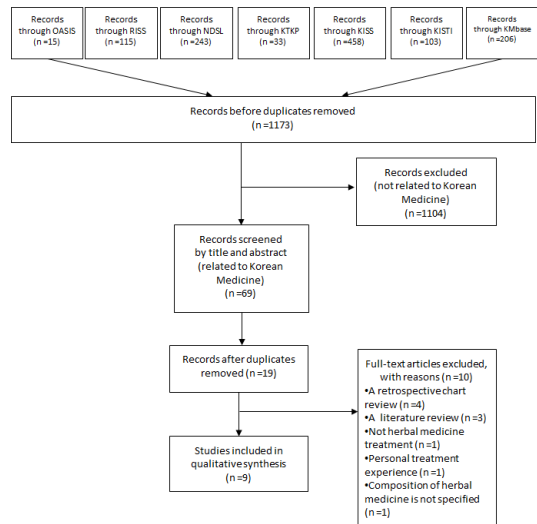 Records
through OASIS
(n =15)
Records
through RISS
(n =115)
Records
through NDSL
(n =243)
Records
through KTKP
(n =33)
Records
through KISS
(n =458)
Records
through KISTI
(n =103)
Records
through KMbase
(n =206)
Records before duplicates removed
(n =1173)
Records excluded
(not related to Korean
Medicine)
(n =1104)
Records screened
by title and abstract
(related to Korean
Medicine)
(n =69)
Records after duplicates
removed (n =19)
Full-text articles excluded,
with reasons (n =10)
•A retrospective chart
review (n =4)
•A literature review (n =3)
•Not herbal medicine
treatment (n =1)
•Personal treatment
experience (n =1)
•Composition of herbal
medicine is not specified
(n =1)
Studies included in
qualitative synthesis
(n =9)